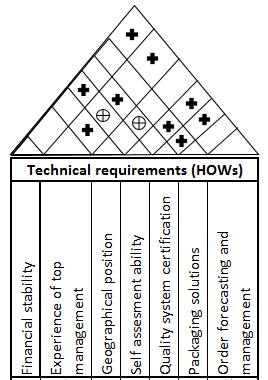 Technical requirements (HOWs)
Financial stability
Experience of top
management
Geographical position
Self assesment ability
Quality system certification
Packaging solutions
Order forecasting and
management